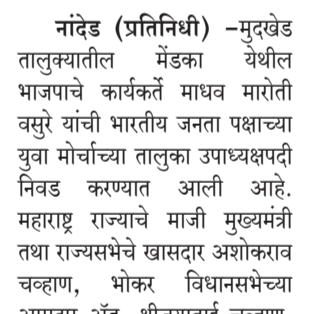 नांदेड (प्रतिनिधी) –मुदखेड
तालुक्यातील मेंडका येथील
भाजपाचे कार्यकर्ते माधव मारोती
वसुरे यांची भारतीय जनता पक्षाच्या
युवा मोर्चाच्या तालुका उपाध्यक्षपदी
निवड करण्यात आली आहे.
महाराष्ट्र राज्याचे माजी मुख्यमंत्री
तथा राज्यसभेचे खासदार अशोकराव
चव्हाण, भोकर विधानसभेच्या